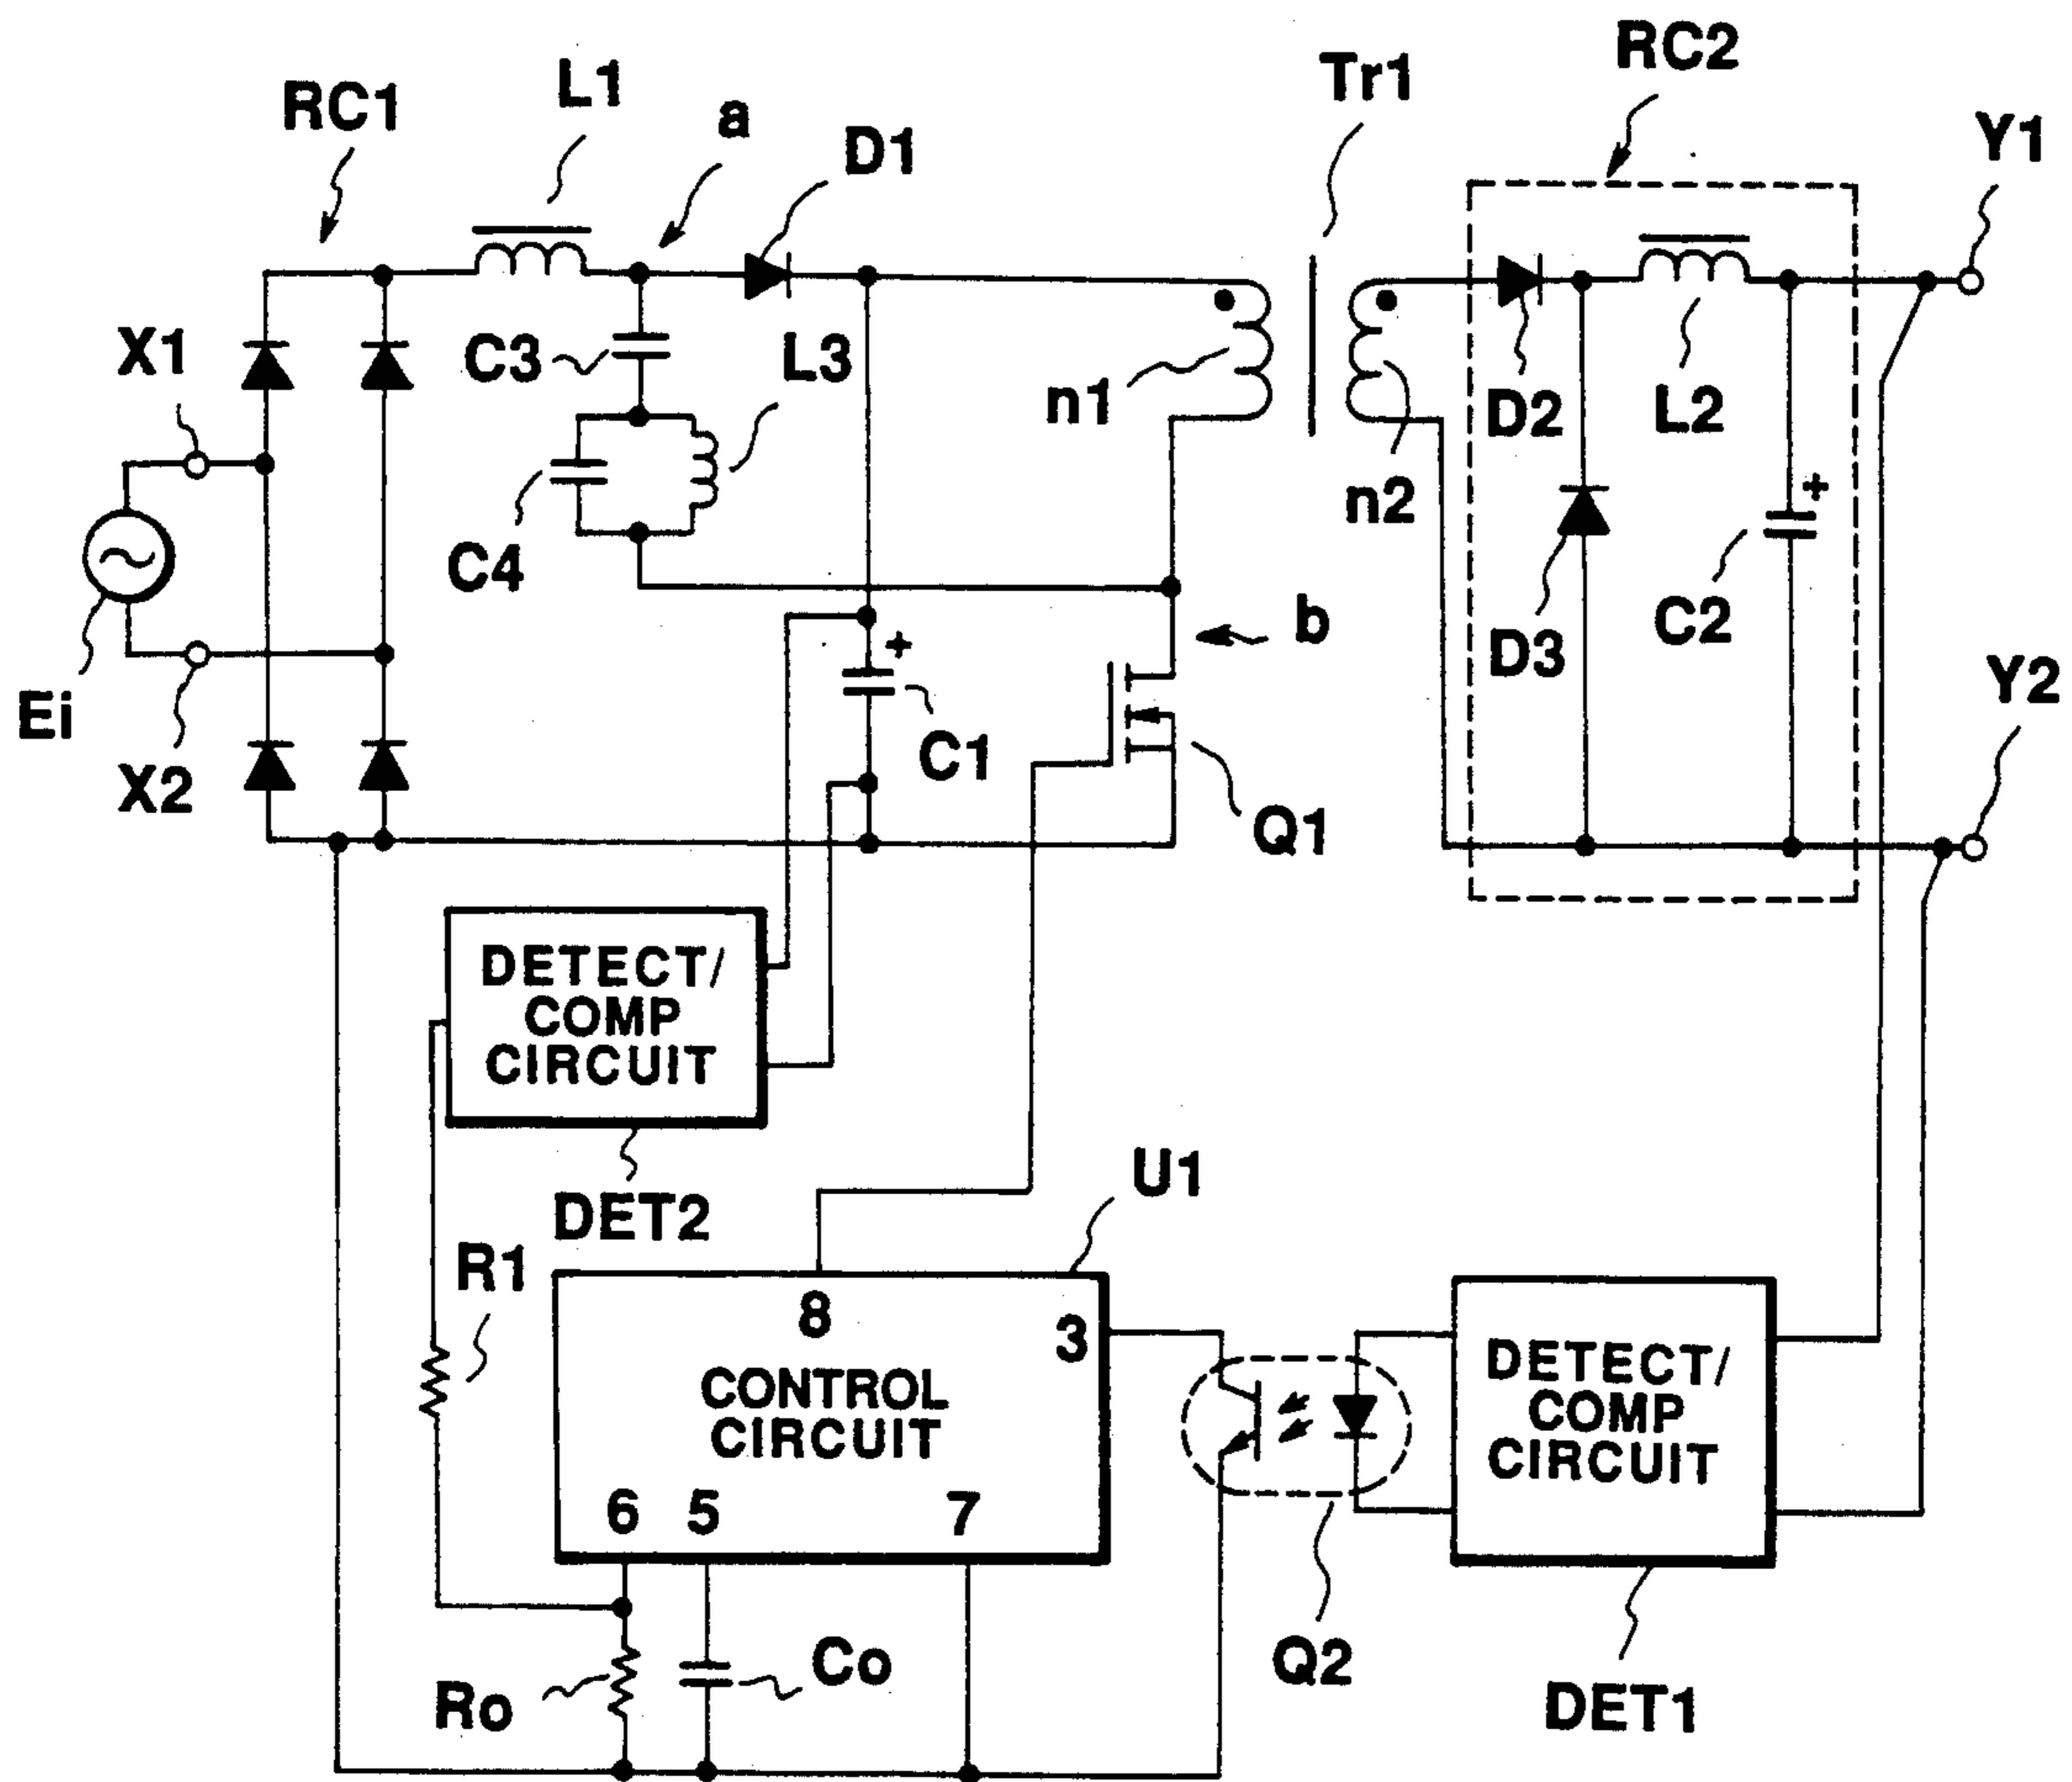 RC2
Tr1
L1
RC1
a
D1
Y1
X1
C3
L3
n1
D2
L2
n2
C4
+
b
C2
D3
Ei
+
X2
C1
Y2
Q1
DETECT/
COMP
CIRCUIT
DET2
U1
R1
8
3
CONTROL
CIRCUIT
DETECT/
COMP
CIRCUIT
6
5
7
Q2
Ro
Co
DET1